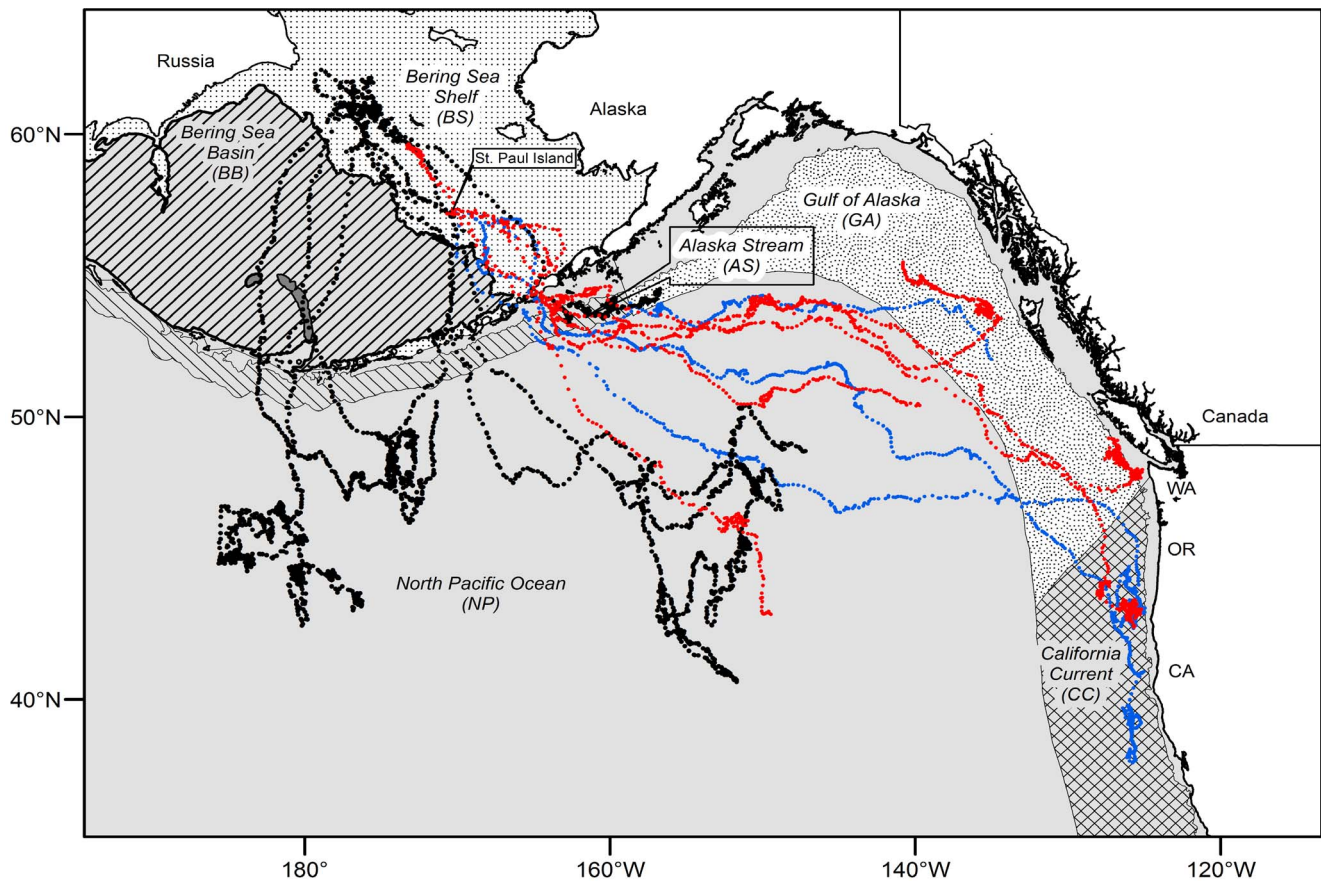 Russia
Bering Sea
Shelf
(BS)
Alaska
60°N
Bering Sea
Basin
(BB)
St. Paul Island
Gulf of Alaska
(GA)
Alaska Stream
(AS)
50°N
Canada
WA
OR
North Pacific Ocean
(NP)
California
Current
(CC)
CA
40°N
180°
160°W
140°W
120°W